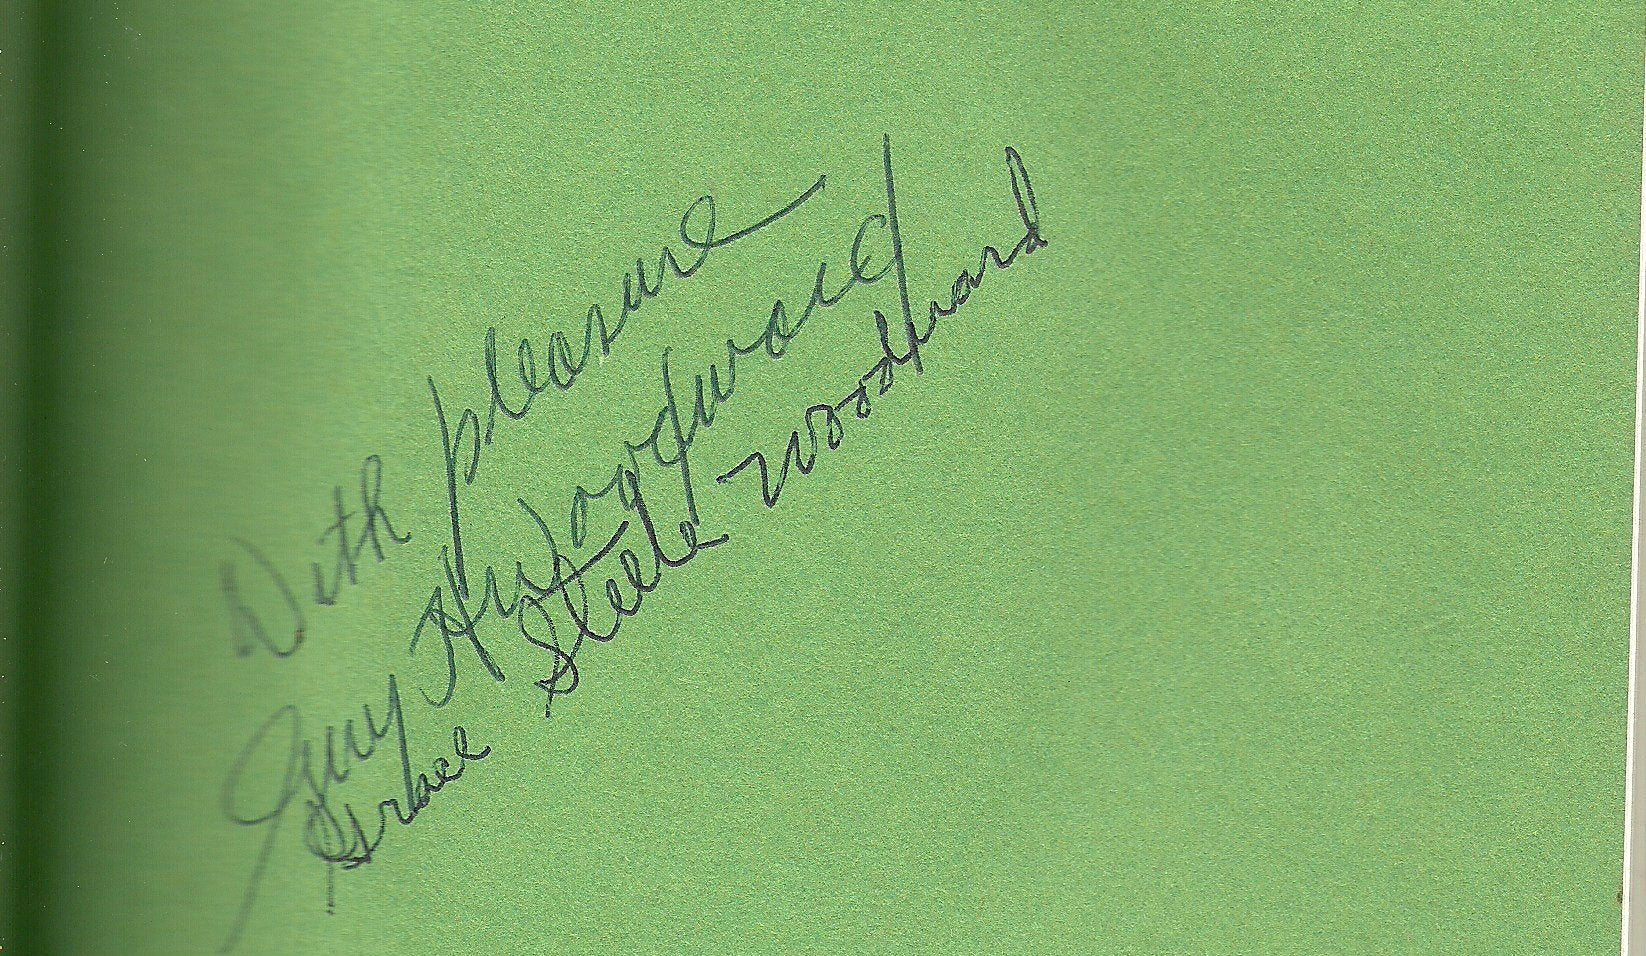 With pleasure
Guy H Woodward
Grace Steele Woodward